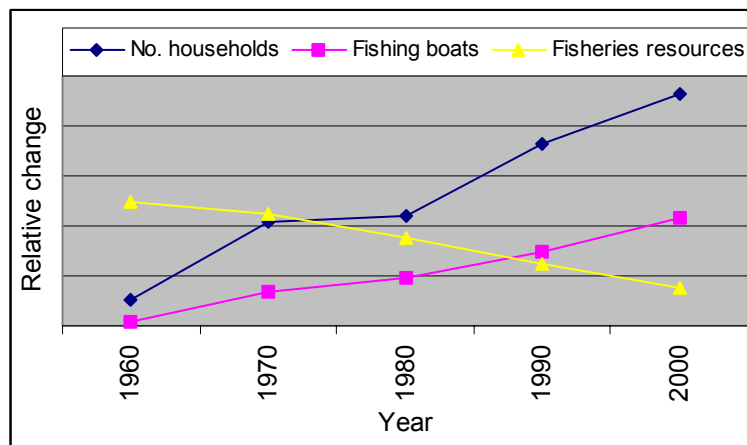 No. households Fishing boats Fisheries resources
Relative change
1960 1970 1980 1990 2000
Year